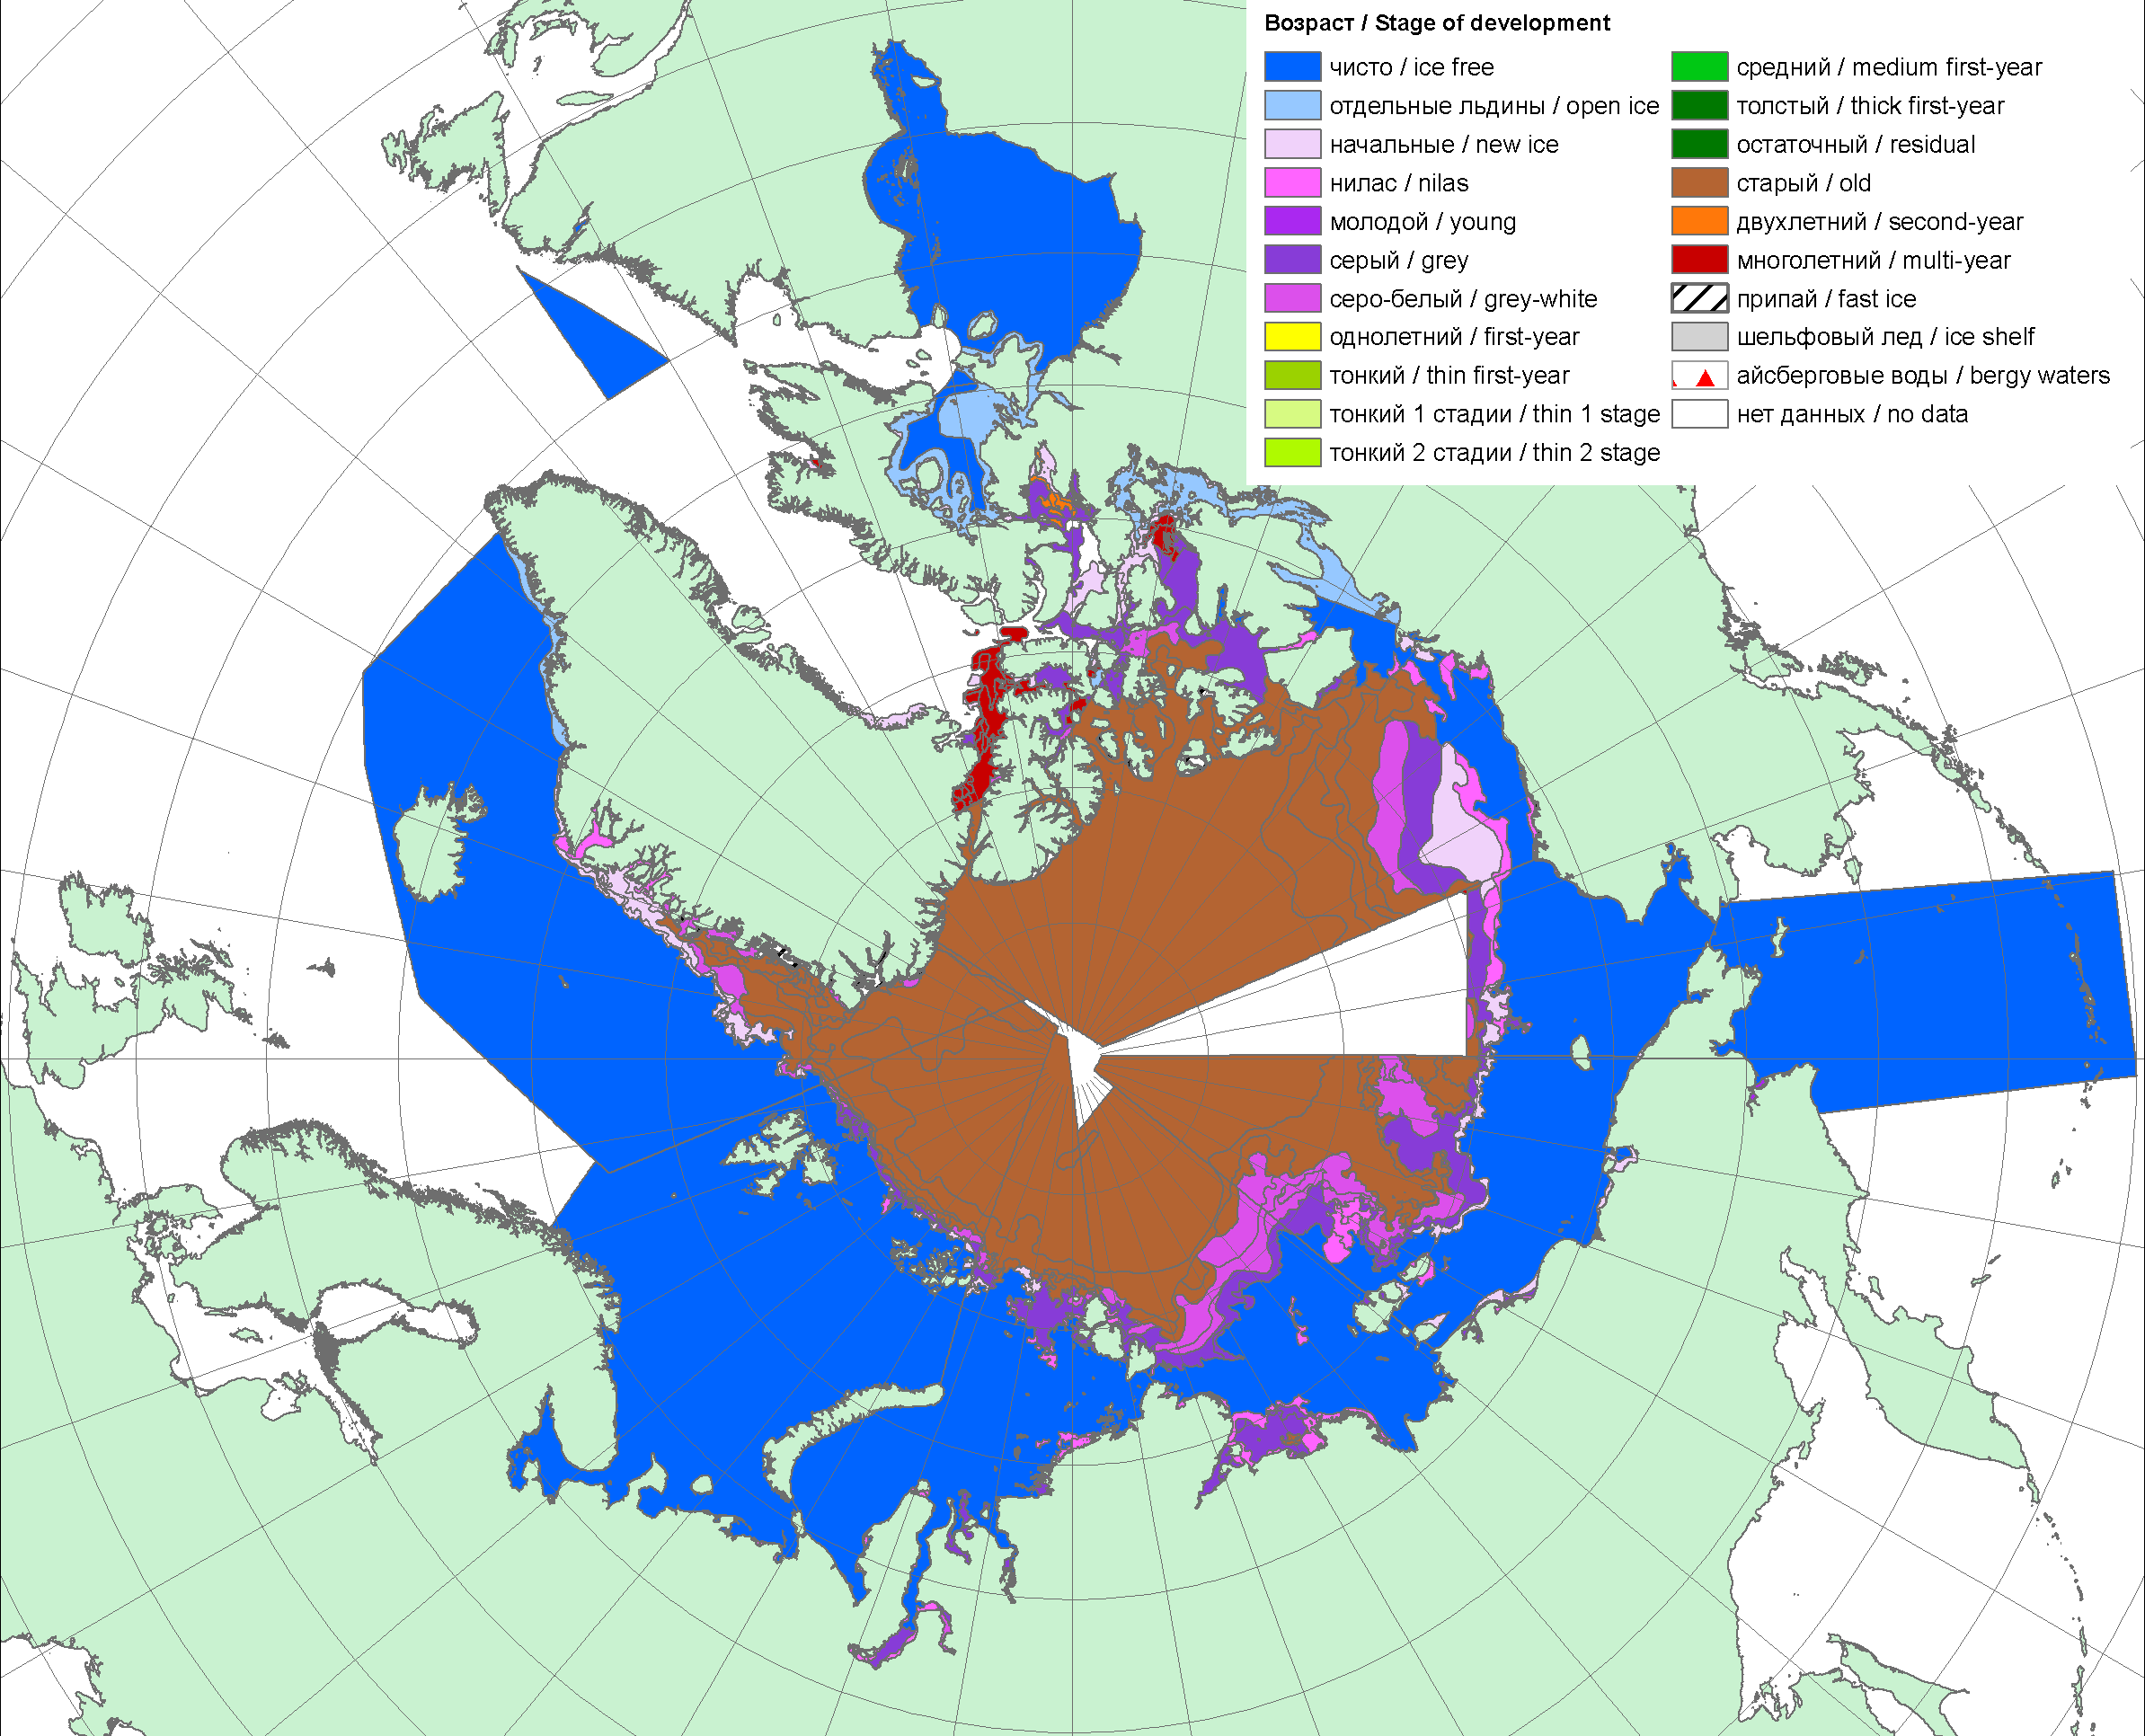 Возраст / Stage of development
чисто / ice free
отдельные льдины / open ice
начальные / new ice
нилас / nilas
молодой / young
серый / grey
серо-белый / grey-white
однолетний / first-year
тонкий / thin first-year
тонкий 1 стадии / thin 1 stage
тонкий 2 стадии / thin 2 stage
средний / medium first-year
толстый / thick first-year
остаточный / residual
старый / old
двухлетний / second-year
многолетний / multi-year
припай / fast ice
шельфовый лед / ice shelf
айсберговые воды / bergy waters
нет данных / no data